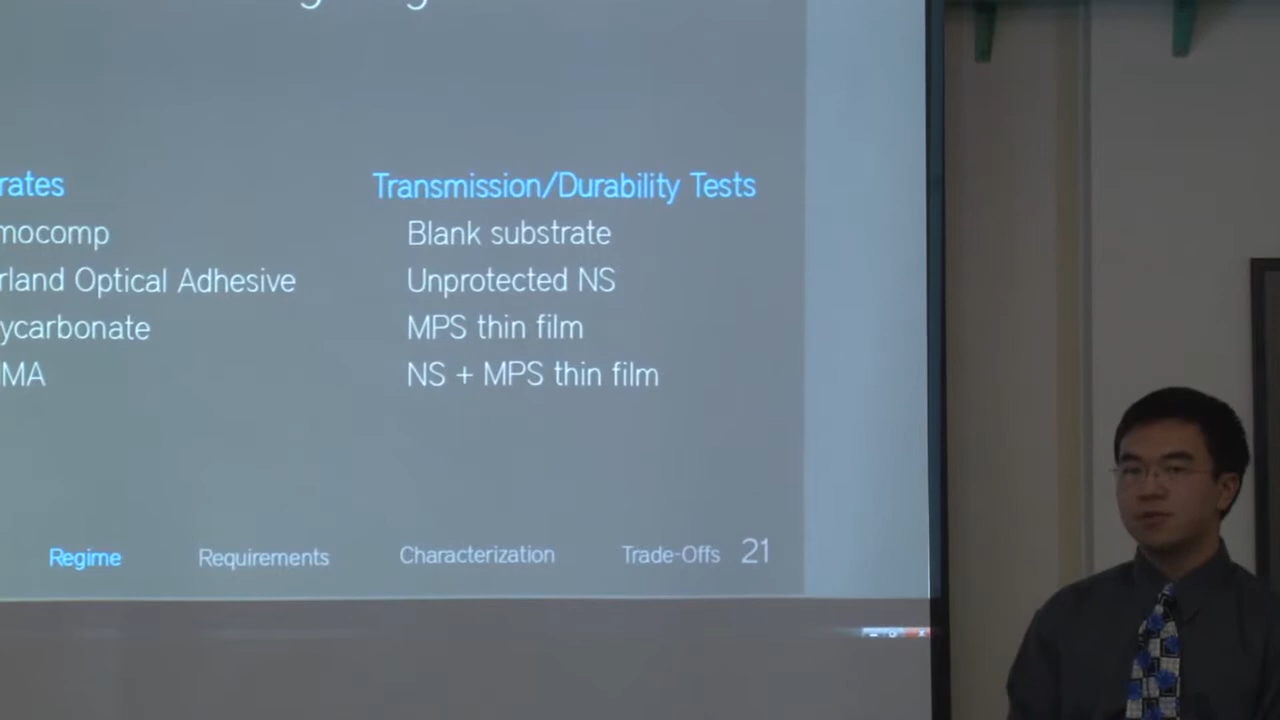 rates
mocomp
rland Optical Adhesive
ycarbonate
MA
Transmission/Durability Tests
Blank substrate
Unprotected NS
MPS thin film
NS + MPS thin film
Regime Requirements Characterization Trade-Offs 21